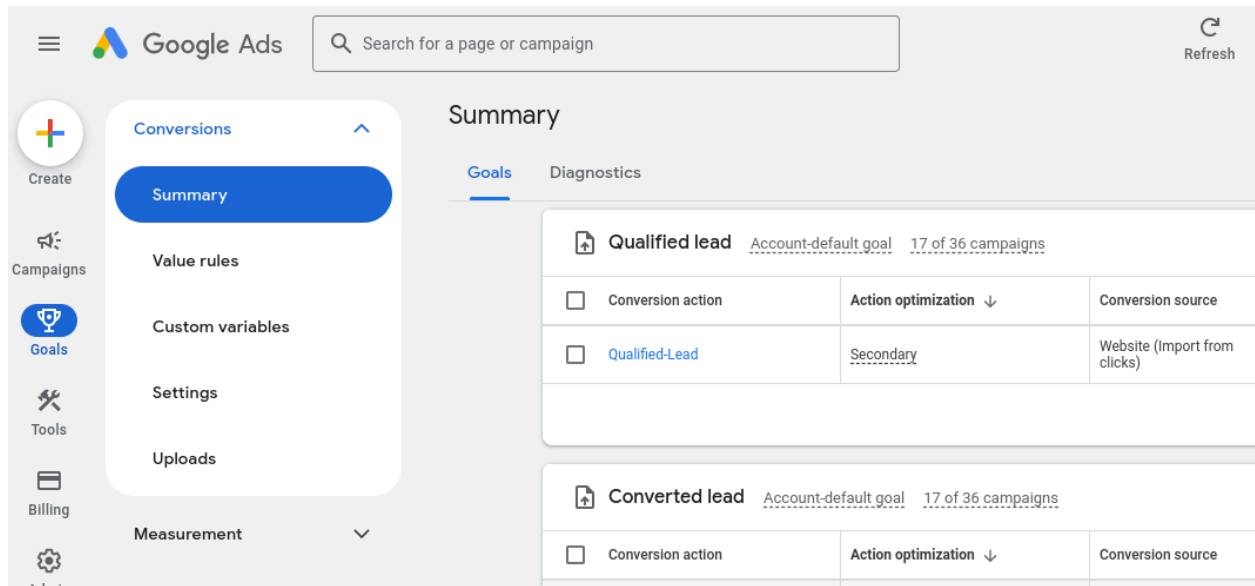 Google Ads
Search for a page or campaign
Refresh
Create
Campaigns
Goals
Tools
Billing
Conversions
Summary
Value rules
Custom variables
Settings
Uploads
Measurement
Summary
Goals Diagnostics
Qualified lead Account-default goal 17 of 36 campaigns
Conversion action Action optimization Conversion source
Qualified-Lead Secondary Website (Import from
clicks)
Converted lead Account-default goal 17 of 36 campaigns
Conversion action Action optimization Conversion source